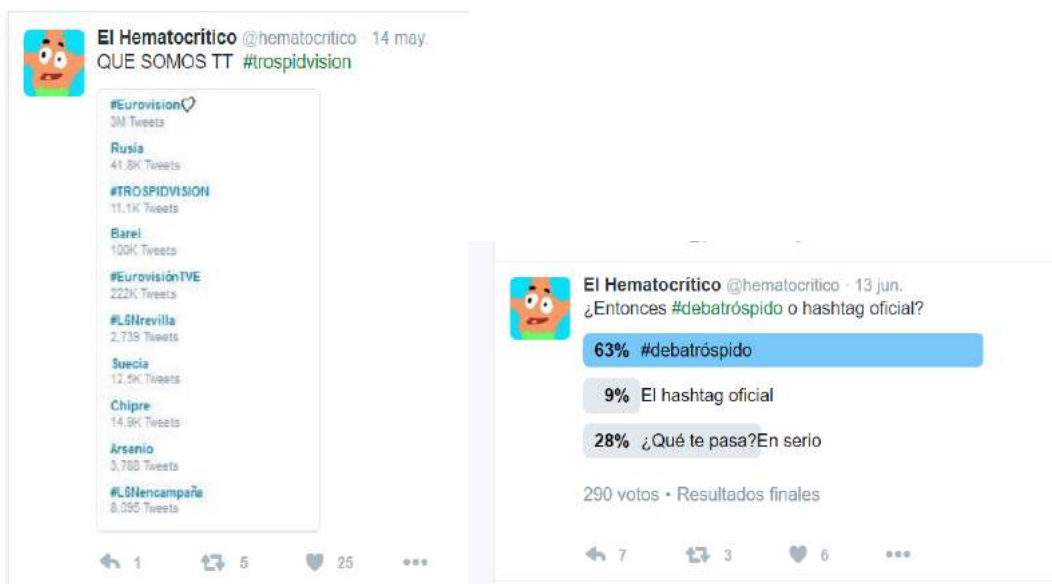 El Hematocrítico @hematocritico · 14 may.
QUE SOMOS TT #trospidvision
#Eurovision♡
3M Tweets
Rusia
41.8K Tweets
#TROSPIDVISION
11.1K Tweets
Barei
100K Tweets
#EurovisiónTVE
222K Tweets
#L6Nrevilla
2,739 Tweets
Suecia
12.5K Tweets
Chipre
14.9K Tweets
Arsenio
3,788 Tweets
#L6Nencampaña
8,095 Tweets
1 5 25
El Hematocrítico @hematocritico · 13 jun.
¿Entonces #debatróspido o hashtag oficial?
63% #debatróspido
9% El hashtag oficial
28% ¿Qué te pasa?En serio
290 votos • Resultados finales
7 3 6